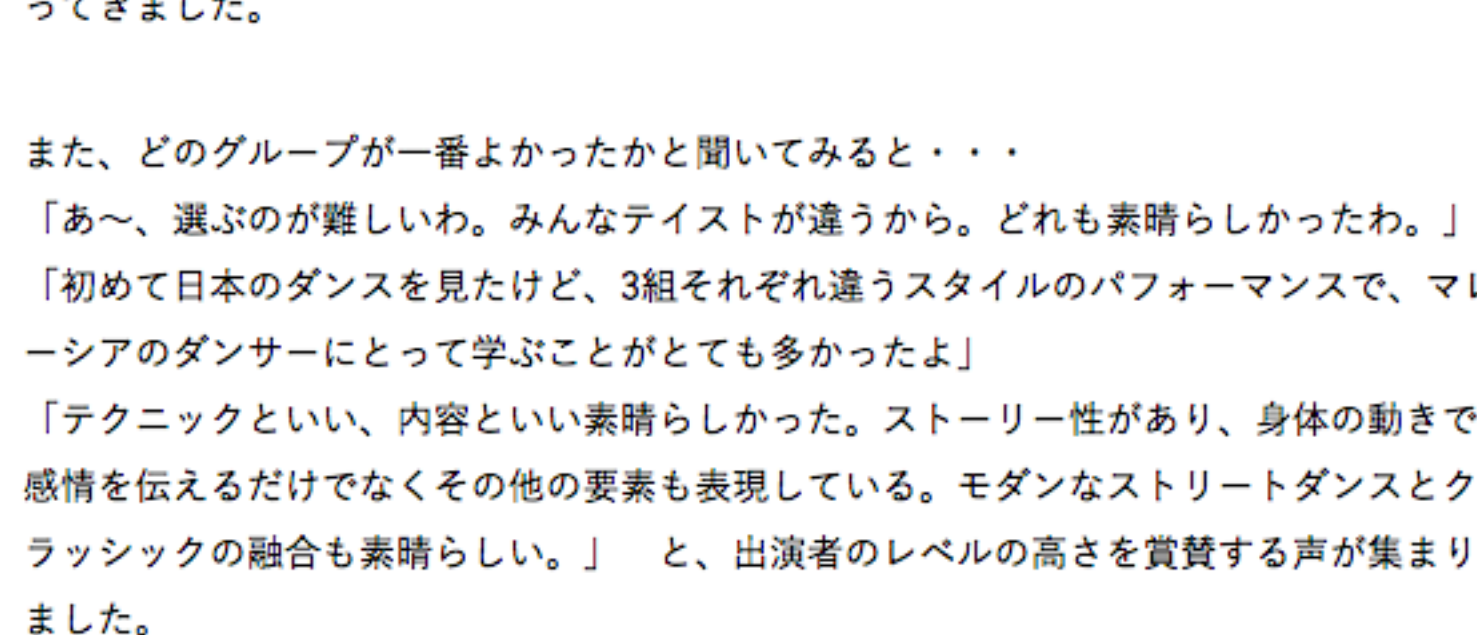 ってきました。
また、どのグループが一番よかったかと聞いてみると・・・
「あ〜、選ぶのが難しいわ。みんなテイストが違うから。どれも素晴らしかったわ。」
「初めて日本のダンスを見たけど、3組それぞれ違うスタイルのパフォーマンスで、マレ
ーシアのダンサーにとって学ぶことがとても多かったよ」
「テクニックといい、内容といい素晴らしかった。ストーリー性があり、身体の動きで
感情を伝えるだけでなくその他の要素も表現している。モダンなストリートダンスとク
ラッシックの融合も素晴らしい。」　と、出演者のレベルの高さを賞賛する声が集まり
ました。